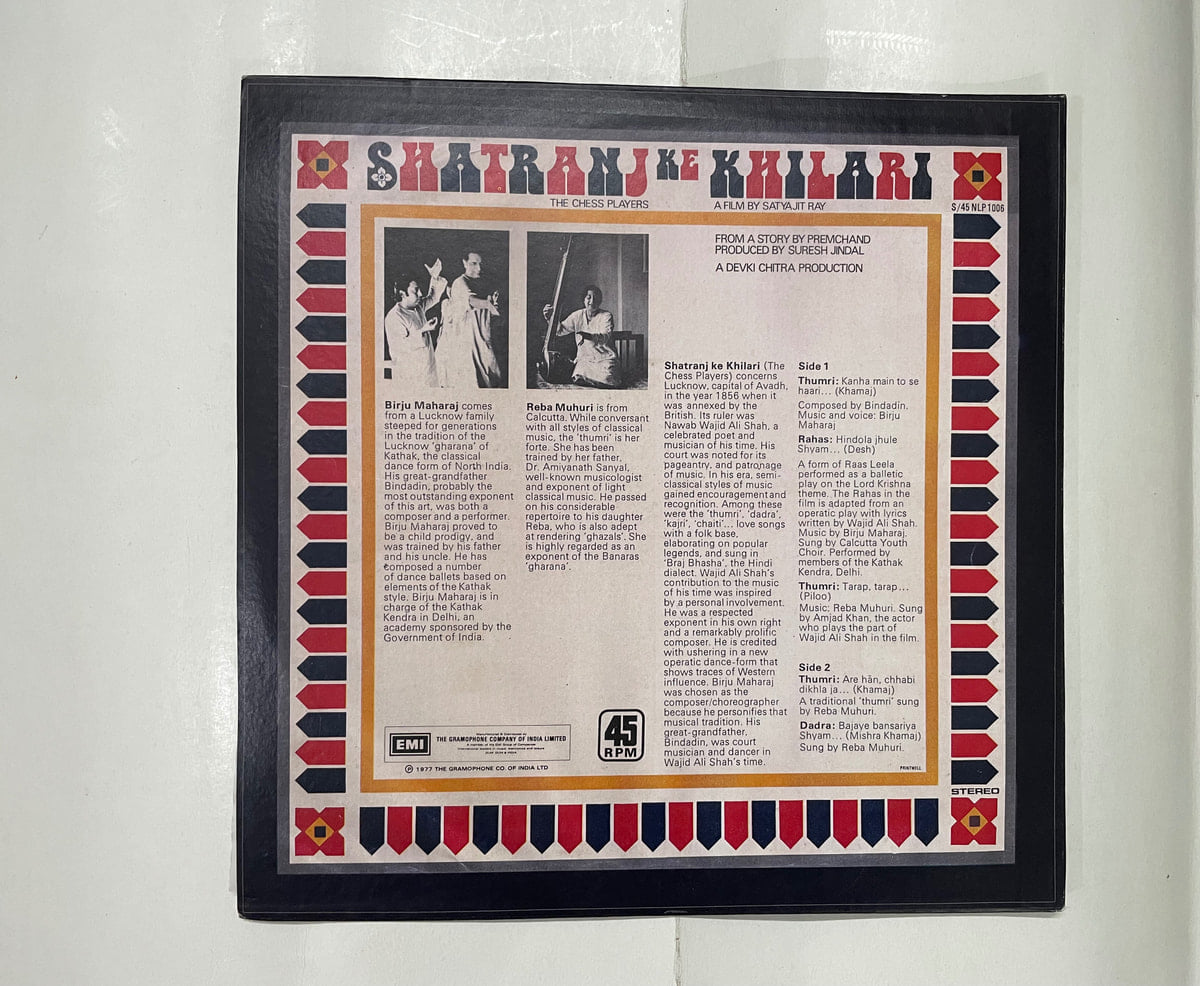 SHATRANJ KE KHILARI
THE CHESS PLAYERS
A FILM BY SATYAJIT RAY
S/45 NLP 1006
FROM A STORY BY PREMCHAND
PRODUCED BY SURESH JINDAL
A DEVKI CHITRA PRODUCTION
Birju Maharaj comes
from a Lucknow family
steeped for generations
in the tradition of the
Lucknow 'gharana' of
Kathak, the classical
dance form of North India.
His great-grandfather
Bindadin, probably the
most outstanding exponent
of this art, was both a
composer and a performer.
Birju Maharaj proved to
be a child prodigy, and
was trained by his father
and his uncle. He has
composed a number
of dance ballets based on
elements of the Kathak
style. Birju Maharaj is in
charge of the Kathak
Kendra in Delhi, an
academy sponsored by the
Government of India.
Reba Muhuri is from
Calcutta. While conversant
with all styles of classical
music, the 'thumri' is her
forte. She has been
trained by her father,
Dr. Amiyanath Sanyal,
well-known musicologist
and exponent of light
classical music. He passed
on his considerable
repertoire to his daughter
Reba, who is also adept
at rendering 'ghazals'. She
is highly regarded as an
exponent of the Banaras
'gharana'.
Shatranj ke Khilari (The
Chess Players) concerns
Lucknow, capital of Avadh,
in the year 1856 when it
was annexed by the
British. Its ruler was
Nawab Wajid Ali Shah, a
celebrated poet and
musician of his time. His
court was noted for its
pageantry, and patronage
of music. In his era, semi-
classical styles of music
gained encouragement and
recognition. Among these
were the 'thumri', 'dadra',
'kajri', 'chaiti'... love songs
with a folk base,
elaborating on popular
legends, and sung in
'Braj Bhasha', the Hindi
dialect. Wajid Ali Shah's
contribution to the music
of his time was inspired
by a personal involvement.
He was a respected
exponent in his own right
and a remarkably prolific
composer. He is credited
with ushering in a new
operatic dance-form that
shows traces of Western
influence. Birju Maharaj
was chosen as the
composer/choreographer
because he personifies that
musical tradition. His
great-grandfather,
Bindadin, was court
musician and dancer in
Wajid Ali Shah's time.
Side 1
Thumri: Kanha main to se
haari... (Khamaj)
Composed by Bindadin.
Music and voice: Birju
Maharaj
Rahas: Hindola jhule
Shyam... (Desh)
A form of Raas Leela
performed as a balletic
play on the Lord Krishna
theme. The Rahas in the
film is adapted from an
operatic play with lyrics
written by Wajid Ali Shah.
Music by Birju Maharaj.
Sung by Calcutta Youth
Choir. Performed by
members of the Kathak
Kendra, Delhi.
Thumri: Tarap, tarap...
(Piloo)
Music: Reba Muhuri. Sung
by Amjad Khan, the actor
who plays the part of
Wajid Ali Shah in the film.
Side 2
Thumri: Are hān, chhabi
dikhla ja... (Khamaj)
A traditional 'thumri' sung
by Reba Muhuri.
Dadra: Bajaye bansariya
Shyam... (Mishra Khamaj)
Sung by Reba Muhuri.
EMI
Manufactured & Distributed by
THE GRAMOPHONE COMPANY OF INDIA LIMITED
A member of the EMI Group of Companies
International leaders in music, electronics and leisure
DUM DUM INDIA
℗ 1977 THE GRAMOPHONE CO. OF INDIA LTD
45
RPM
PRINTWELL
STEREO